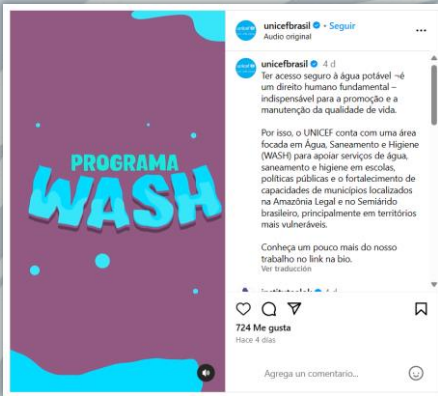 PROGRAMA
WASH
unicefbrasil • Seguir
Audio original
unicefbrasil 4 d
Ter acesso seguro à água potável ¬é
um direito humano fundamental –
indispensável para a promoção e a
manutenção da qualidade de vida.
Por isso, o UNICEF conta com uma área
focada em Água, Saneamento e Higiene
(WASH) para apoiar serviços de água,
saneamento e higiene em escolas,
políticas públicas e o fortalecimento de
capacidades de municípios localizados
na Amazônia Legal e no Semiárido
brasileiro, principalmente em territórios
mais vulneráveis.
Conheça um pouco mais do nosso
trabalho no link na bio.
Ver traducción
724 Me gusta
Hace 4 días
Agrega un comentario...